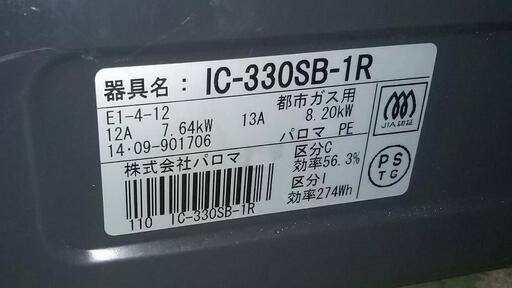 器具名： IC-330SB-1R
E1-4-12 都市ガス用
12A 7.64kW 13A 8.20kW
14・09-901706 パロマ PE
株式会社パロマ 区分C
効率56.3%
区分I
効率274Wh
110 IC-330SB-1R
JIA認証
PS
TG